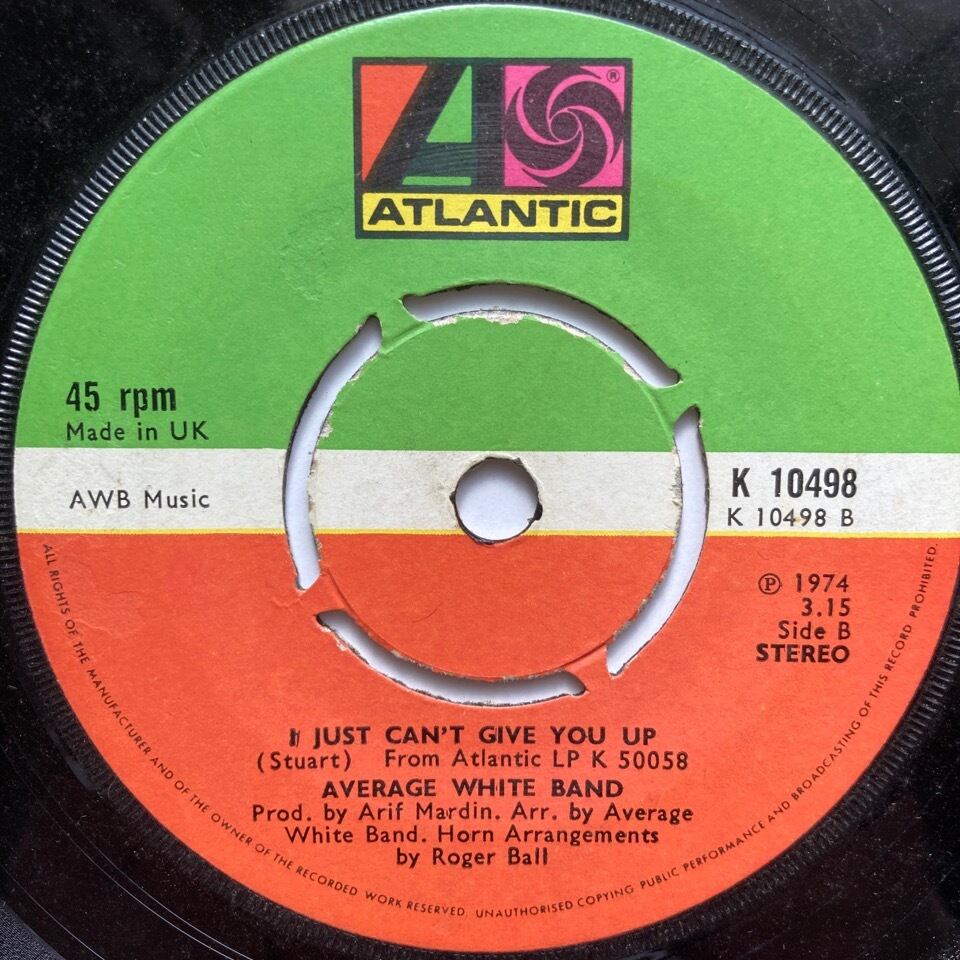 A
®
ATLANTIC
45 rpm
Made in UK
AWB Music
K 10498
K 10498 B
Ⓟ 1974
3.15
Side B
STEREO
I JUST CAN'T GIVE YOU UP
(Stuart) From Atlantic LP K 50058
AVERAGE WHITE BAND
Prod. by Arif Mardin. Arr. by Average
White Band. Horn Arrangements
by Roger Ball
ALL RIGHTS OF THE MANUFACTURER AND OF THE OWNER OF THE RECORDED WORK RESERVED. UNAUTHORISED COPYING PUBLIC PERFORMANCE AND BROADCASTING OF THIS RECORD PROHIBITED.